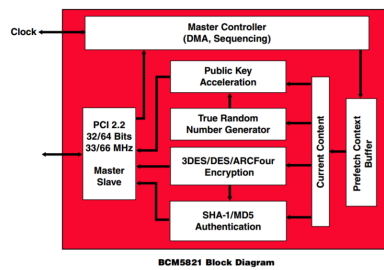 Clock
Master Controller
(DMA, Sequencing)
Public Key
Acceleration
True Random
Number Generator
PCI 2.2
32/64 Bits
33/66 MHz
Master
Slave
3DES/DES/ARCFour
Encryption
SHA-1/MD5
Authentication
Current Content
Prefetch Context
Buffer
BCM5821 Block Diagram